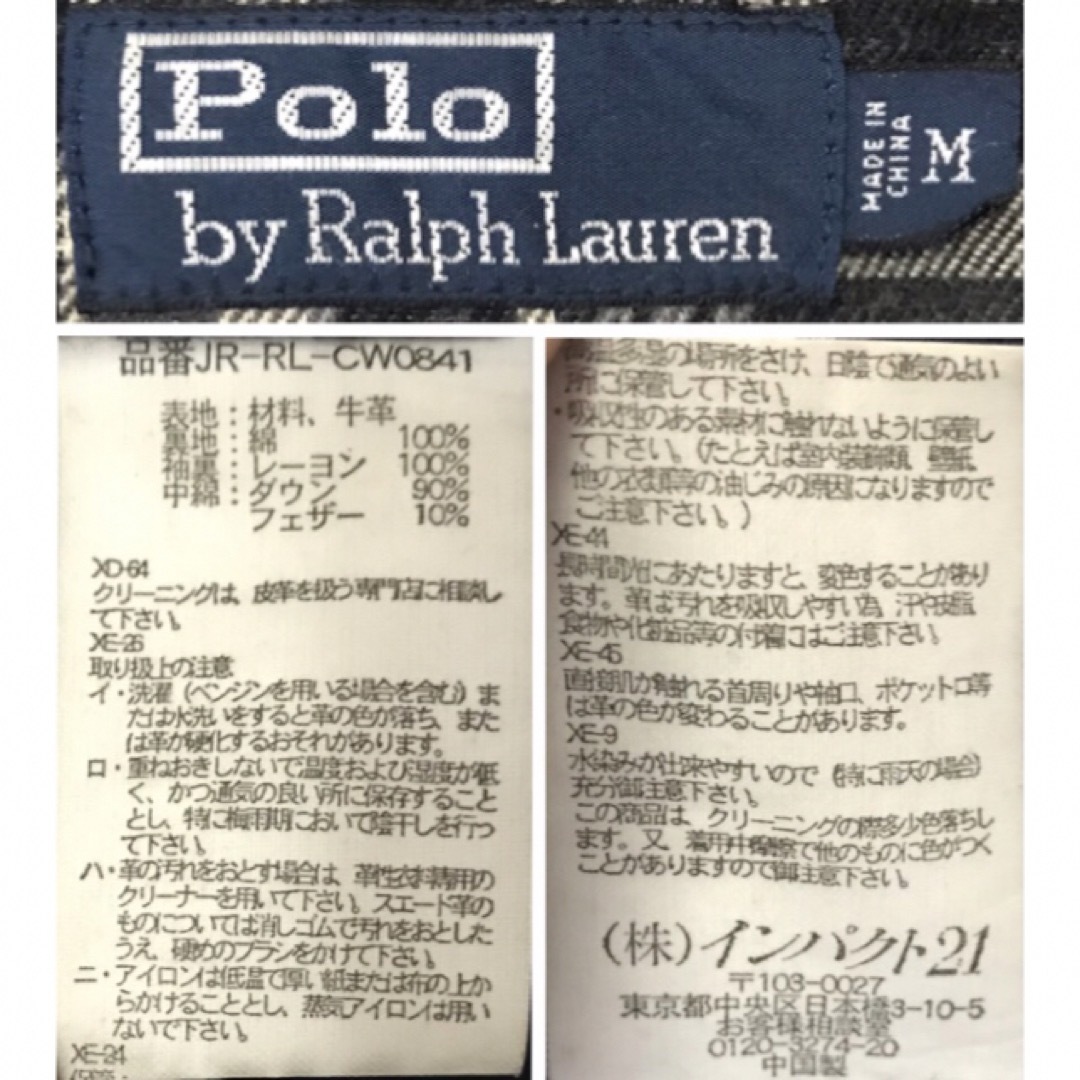 Polo
by Ralph Lauren
MADE IN
CHINA
M
品番JR-RL-CW0841
表地：材料、牛革
裏地：綿 100%
袖裏：レーヨン 100%
中綿：ダウン 90%
フェザー 10%
XD-64
クリーニングは、皮革を扱う専門店に相談し
て下さい。
XE-26
取り扱上の注意
イ・洗濯（ベンジンを用いる場合を含む）ま
たは水洗いをすると革の色が落ち、また
は革が硬化するおそれがあります。
ロ・重ねおきしないで温度および湿度が低
く、かつ通気の良い所に保存すること
とし、特に梅雨期において陰干しを行っ
て下さい。
ハ・革の汚れをおとす場合は、革性衣料専用の
クリーナーを用いて下さい。スエード革の
ものについては消しゴムで汚れをおとした
うえ、硬めのブラシをかけて下さい。
ニ・アイロンは低温で厚い紙または布の上か
らかけることとし、蒸気アイロンは用い
ないで下さい。
XE-24
高温多湿の場所をさけ、日陰で通気のよい
所に保管して下さい。
・吸収性のある素材に触れないように保管し
て下さい。（たとえば室内装飾類、壁紙、
他の衣類等の油じみの原因になりますので
ご注意下さい。）
XE-44
長時間光にあたりますと、変色することがあり
ます。革は汚れを吸収しやすい為、汗や皮脂、
食物や化粧品等の付着にはご注意下さい。
XE-45
直接肌が触れる首周りや袖口、ポケット口等
は革の色が変わることがあります。
XE-9
水染みが出来やすいので（特に雨天の場合）
充分御注意下さい。
この商品は、クリーニングの際多少色落ちし
ます。又、着用中摩擦で他のものに色がつく
ことがありますので御注意下さい。
（株）インパクト21
〒103-0027
東京都中央区日本橋3-10-5
お客様相談室
0120-3274-20
中国製